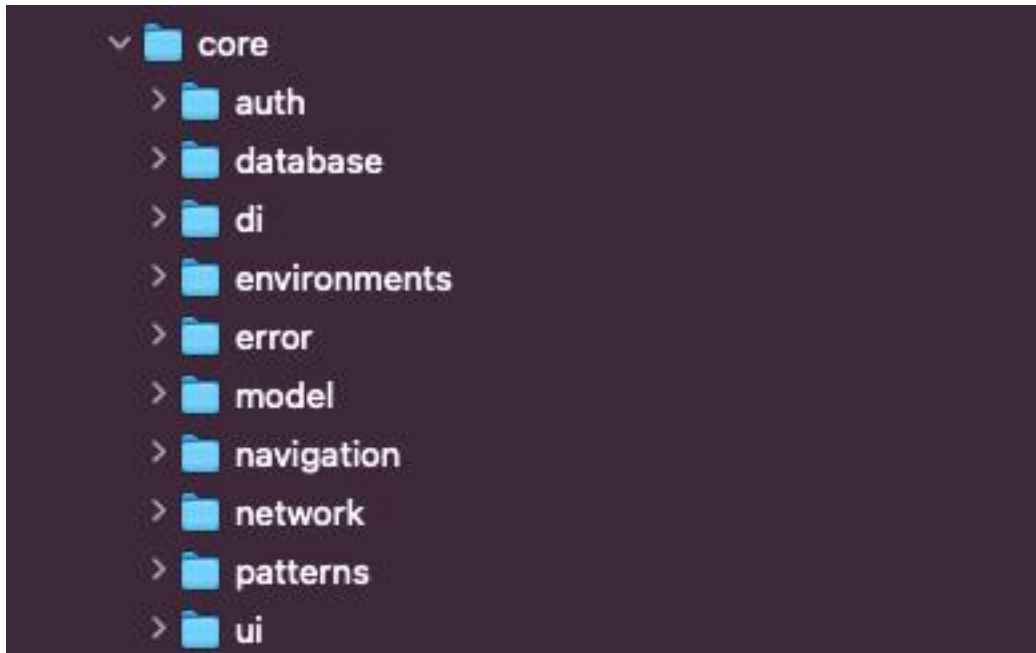 core
auth
database
di
environments
error
model
navigation
network
patterns
ui